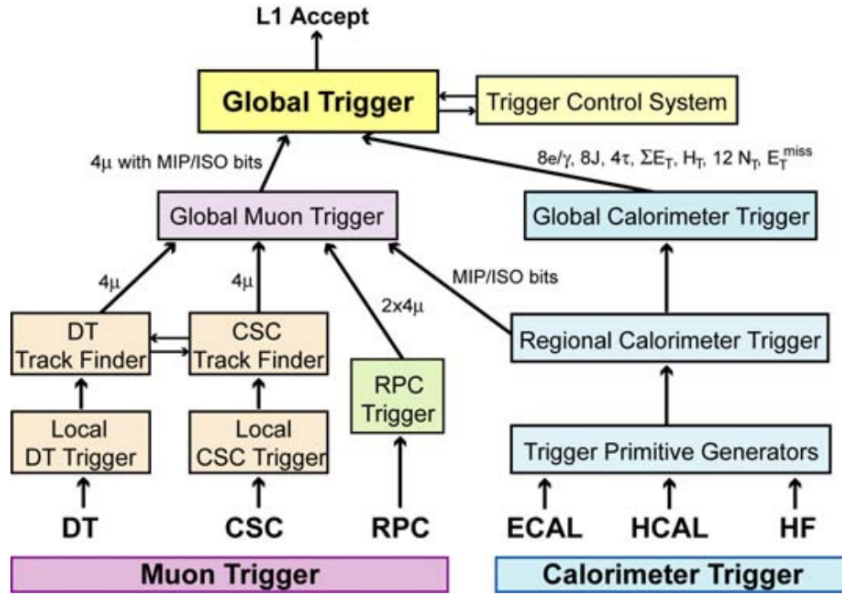 L1 Accept
Global Trigger
Trigger Control System
4μ with MIP/ISO bits
8e/γ, 8J, 4τ, ΣE_T, H_T, 12 N_T, E_T^miss
Global Muon Trigger
Global Calorimeter Trigger
4μ
4μ
2x4μ
MIP/ISO bits
DT
Track Finder
CSC
Track Finder
Regional Calorimeter Trigger
RPC
Trigger
Local
DT Trigger
Local
CSC Trigger
Trigger Primitive Generators
DT
CSC
RPC
ECAL
HCAL
HF
Muon Trigger
Calorimeter Trigger